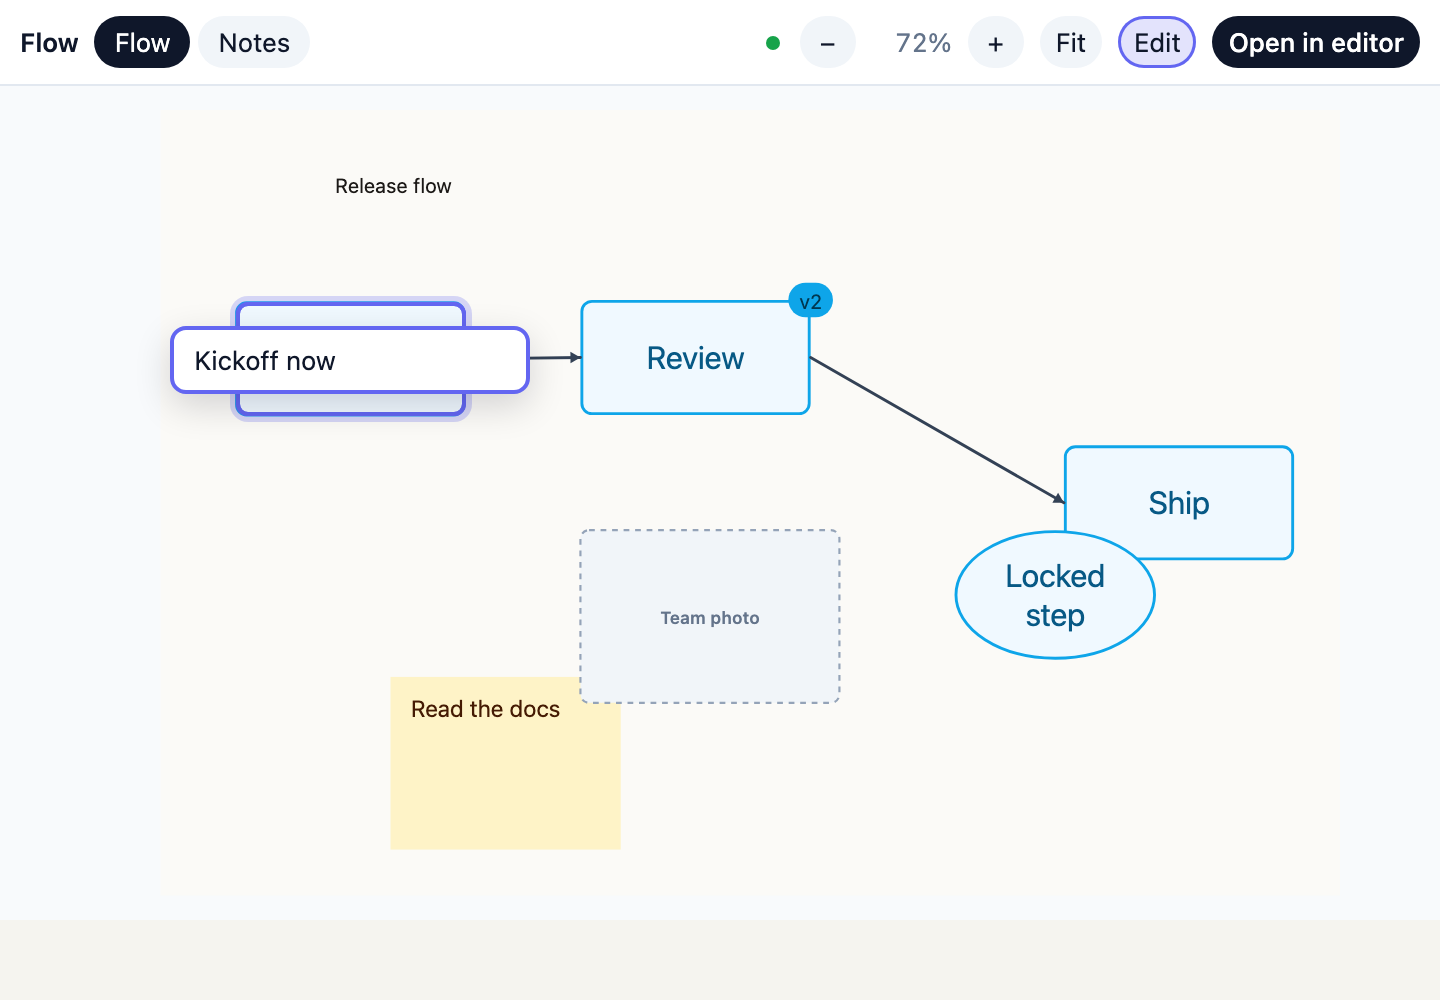 Flow Flow Notes − 72% + Fit Edit Open in editor
Release flow
v2
Kickoff now
Review
Ship
Locked
step
Team photo
Read the docs